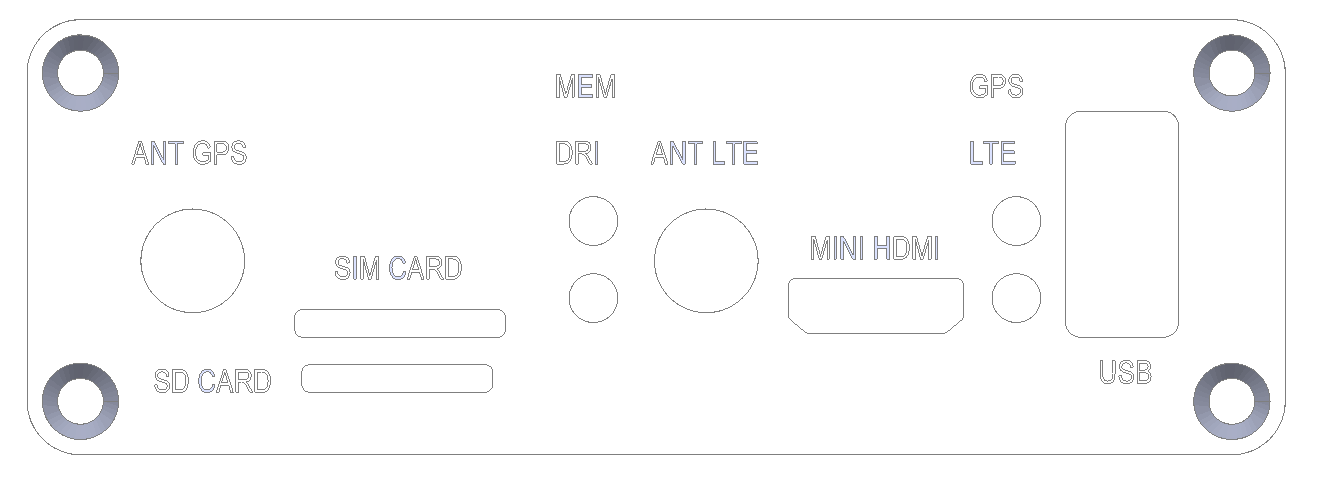 MEM
GPS
ANT GPS
DRI
ANT LTE
LTE
MINI HDMI
SIM CARD
USB
SD CARD